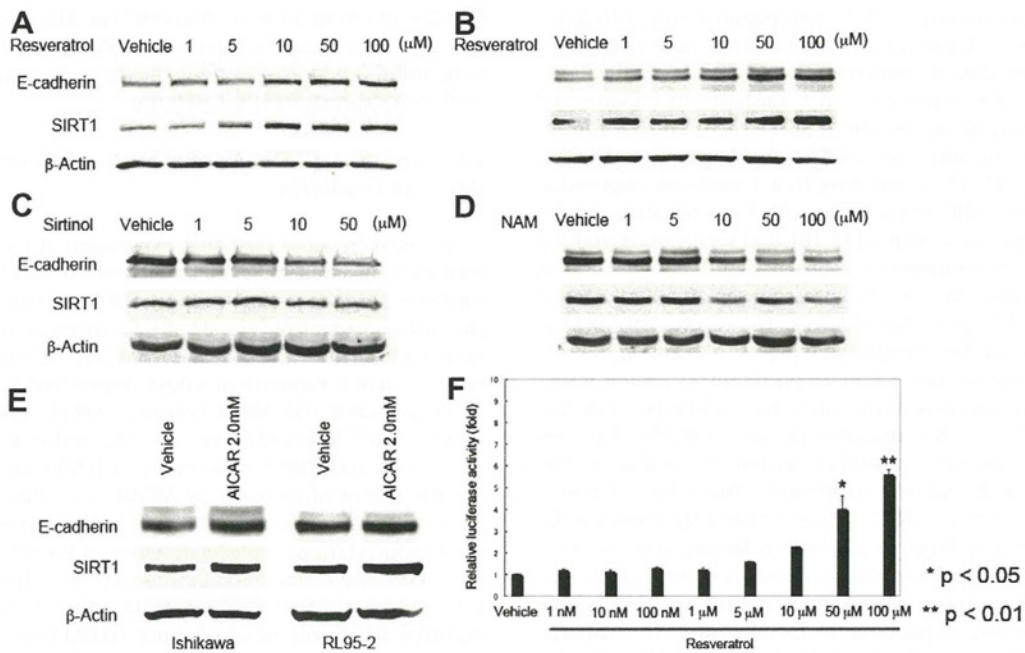 A
Resveratrol Vehicle 1 5 10 50 100 (μM)
E-cadherin
SIRT1
β-Actin
B
Resveratrol Vehicle 1 5 10 50 100 (μM)
C
Sirtinol Vehicle 1 5 10 50 (μM)
E-cadherin
SIRT1
β-Actin
D
NAM Vehicle 1 5 10 50 100 (μM)
E
Vehicle AICAR 2.0mM Vehicle AICAR 2.0mM
E-cadherin
SIRT1
β-Actin
Ishikawa RL95-2
F
Relative luciferase activity (fold)
10
9
8
7
6
5
4
3
2
1
0
* **
Vehicle 1 nM 10 nM 100 nM 1 μM 5 μM 10 μM 50 μM 100 μM
Resveratrol
* p < 0.05
** p < 0.01